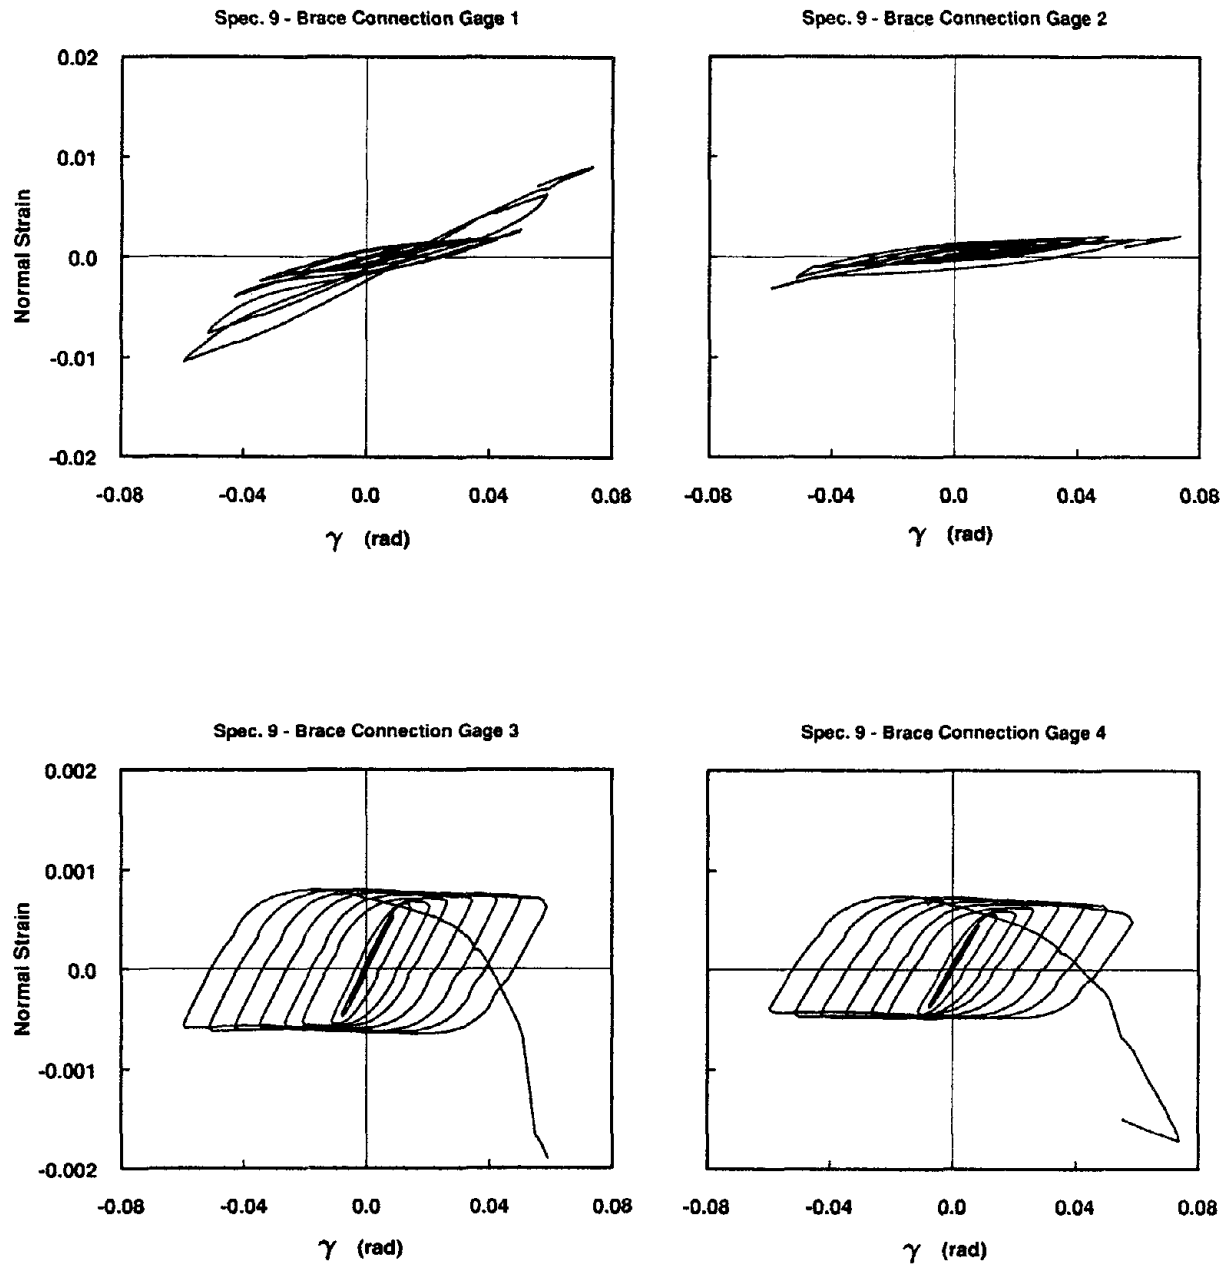 Spec. 9 - Brace Connection Gage 1
0.02
0.01
0.0
-0.01
-0.02
Normal Strain
-0.08 -0.04 0.0 0.04 0.08
γ (rad)
Spec. 9 - Brace Connection Gage 2
-0.08 -0.04 0.0 0.04 0.08
γ (rad)
Spec. 9 - Brace Connection Gage 3
0.002
0.001
0.0
-0.001
-0.002
Normal Strain
-0.08 -0.04 0.0 0.04 0.08
γ (rad)
Spec. 9 - Brace Connection Gage 4
-0.08 -0.04 0.0 0.04 0.08
γ (rad)